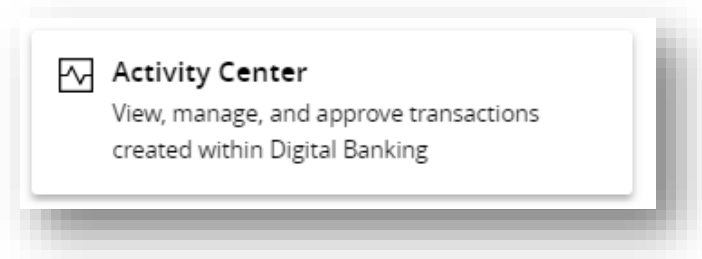 Activity Center
View, manage, and approve transactions
created within Digital Banking